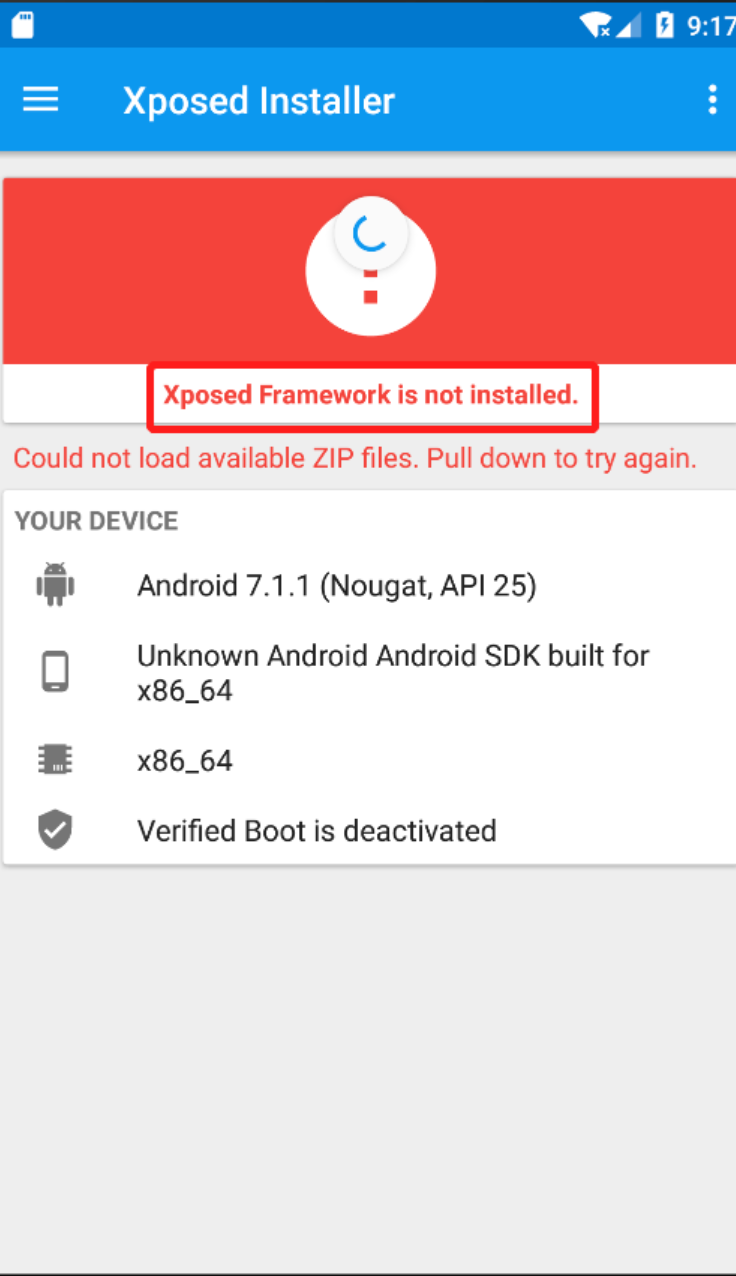 9:17
Xposed Installer
Xposed Framework is not installed.
Could not load available ZIP files. Pull down to try again.
YOUR DEVICE
Android 7.1.1 (Nougat, API 25)
Unknown Android Android SDK built for
x86_64
x86_64
Verified Boot is deactivated